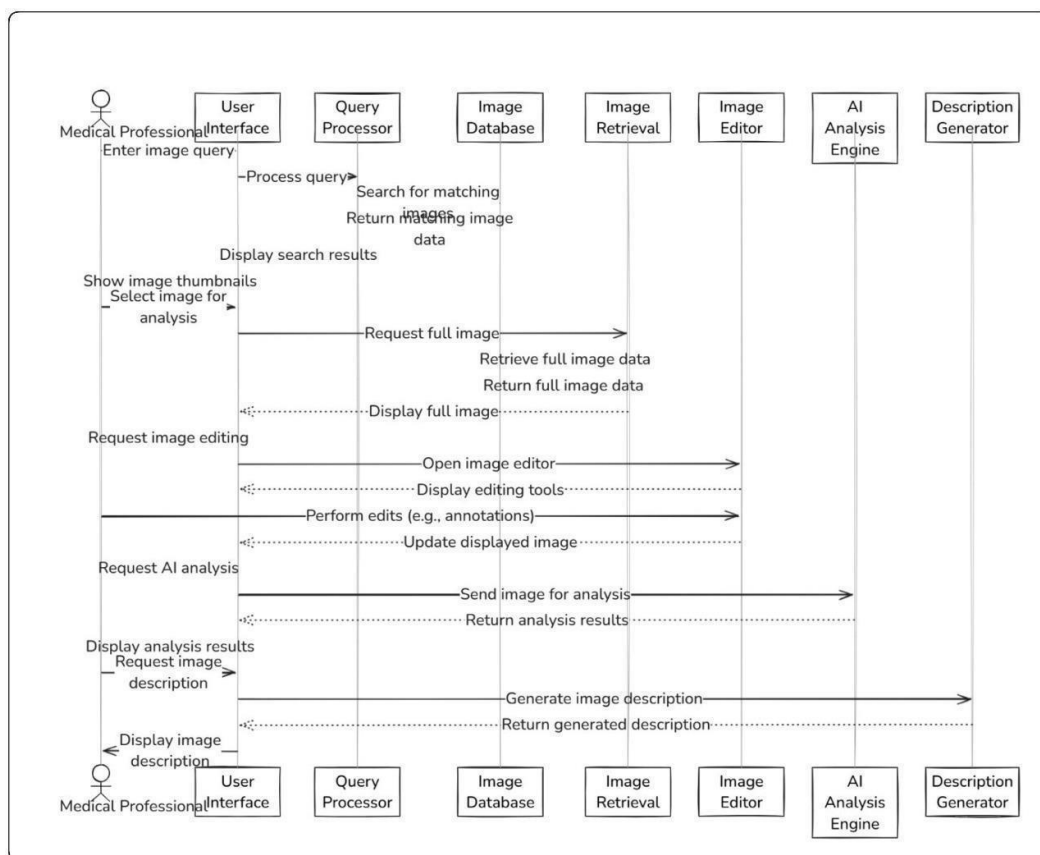 Medical Professional
User
Interface
Query
Processor
Image
Database
Image
Retrieval
Image
Editor
AI
Analysis
Engine
Description
Generator
Enter image query
Process query
Search for matching
images
Return matching image
data
Display search results
Show image thumbnails
Select image for
analysis
Request full image
Retrieve full image data
Return full image data
Display full image
Request image editing
Open image editor
Display editing tools
Perform edits (e.g., annotations)
Update displayed image
Request AI analysis
Send image for analysis
Return analysis results
Display analysis results
Request image
description
Generate image description
Return generated description
Display image
description
Medical Professional
User
Interface
Query
Processor
Image
Database
Image
Retrieval
Image
Editor
AI
Analysis
Engine
Description
Generator